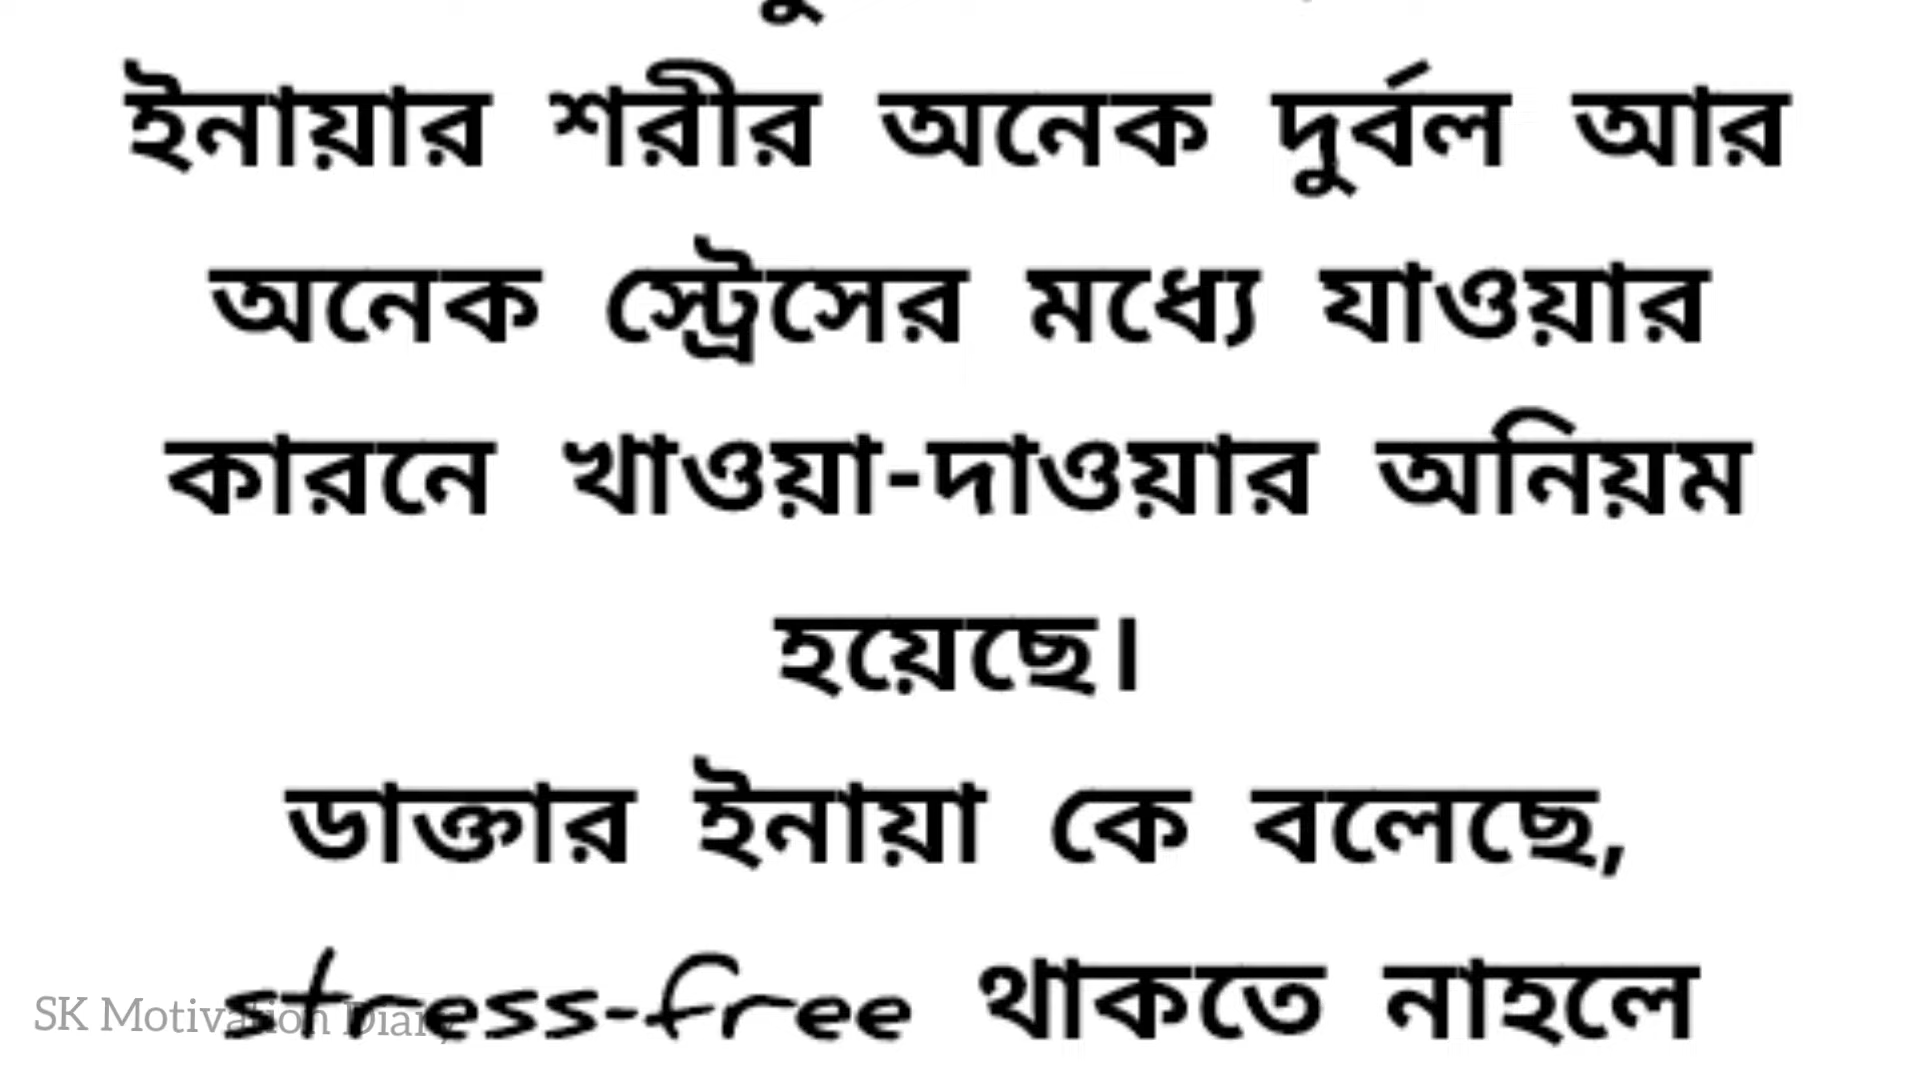 ইনায়ার শরীর অনেক দুর্বল আর
অনেক স্ট্রেসের মধ্যে যাওয়ার
কারনে খাওয়া-দাওয়ার অনিয়ম
হয়েছে।
ডাক্তার ইনায়া কে বলেছে,
stress-free থাকতে নাহলে
SK Motivation Diary